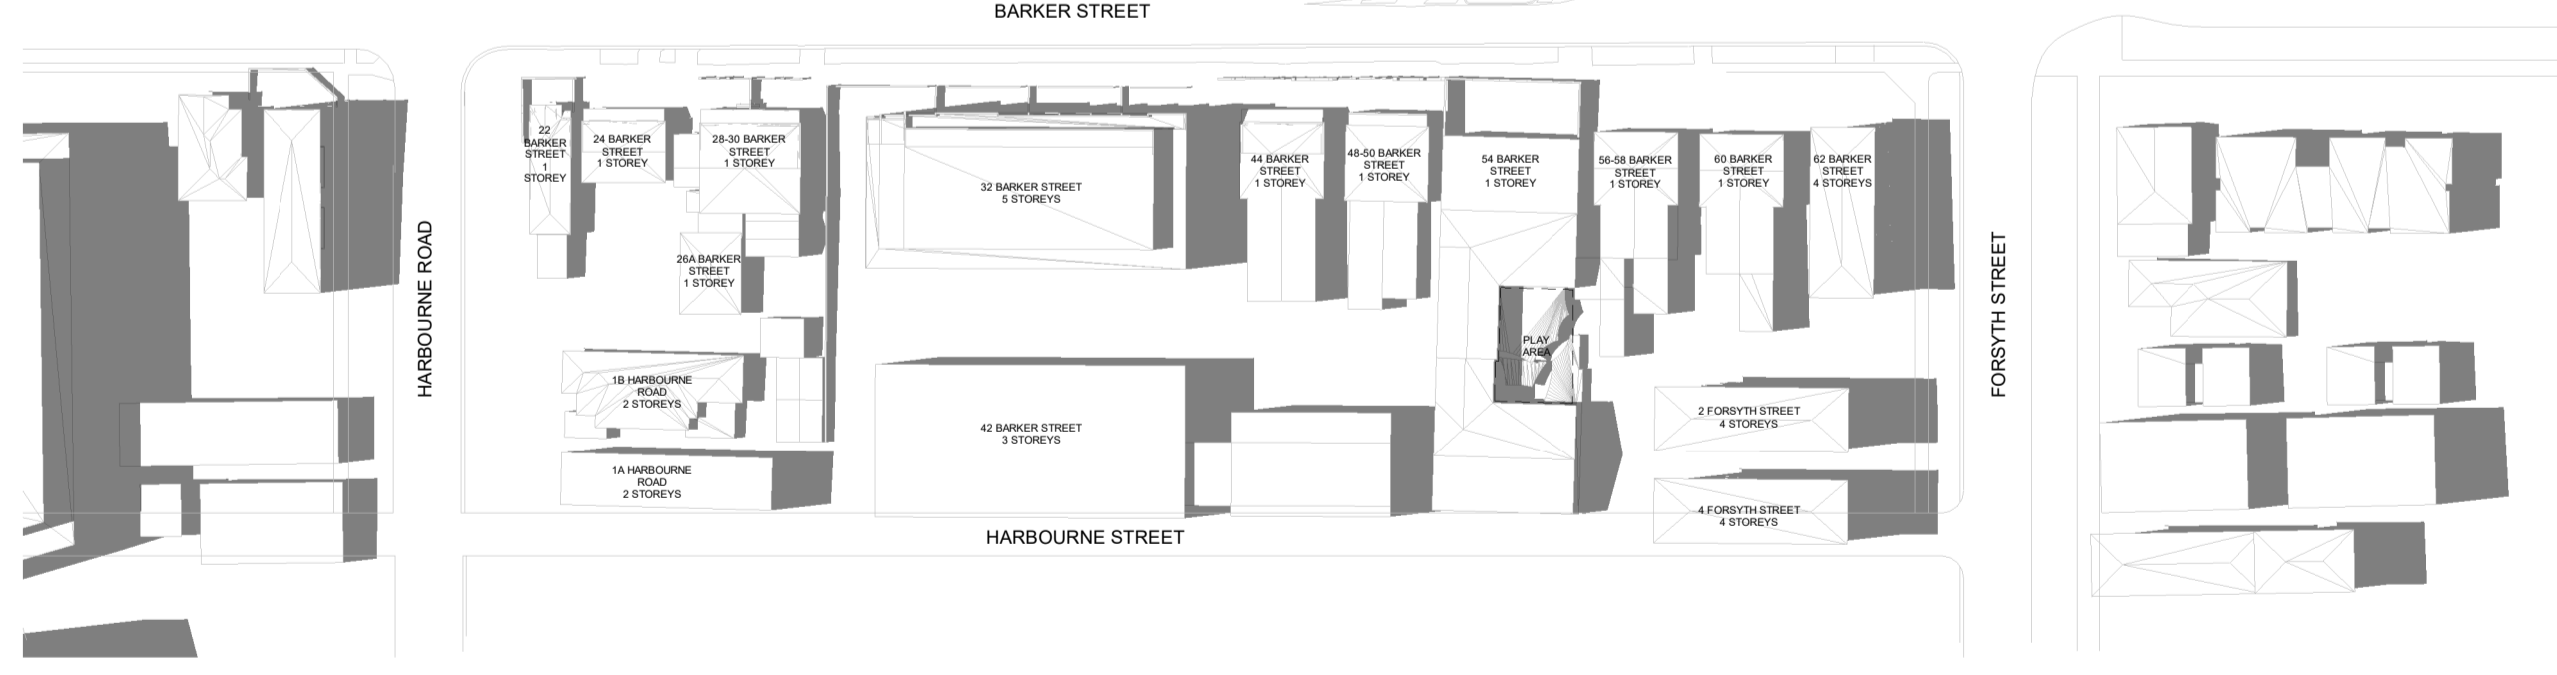 BARKER STREET
22
BARKER
STREET
1
STOREY
24 BARKER
STREET
1 STOREY
28-30 BARKER
STREET
1 STOREY
26A BARKER
STREET
1 STOREY
32 BARKER STREET
5 STOREYS
44 BARKER
STREET
1 STOREY
48-50 BARKER
STREET
1 STOREY
54 BARKER
STREET
1 STOREY
56-58 BARKER
STREET
1 STOREY
60 BARKER
STREET
1 STOREY
62 BARKER
STREET
4 STOREYS
HARBOURNE ROAD
FORSYTH STREET
PLAY
AREA
1B HARBOURNE
ROAD
2 STOREYS
42 BARKER STREET
3 STOREYS
2 FORSYTH STREET
4 STOREYS
1A HARBOURNE
ROAD
2 STOREYS
4 FORSYTH STREET
4 STOREYS
HARBOURNE STREET